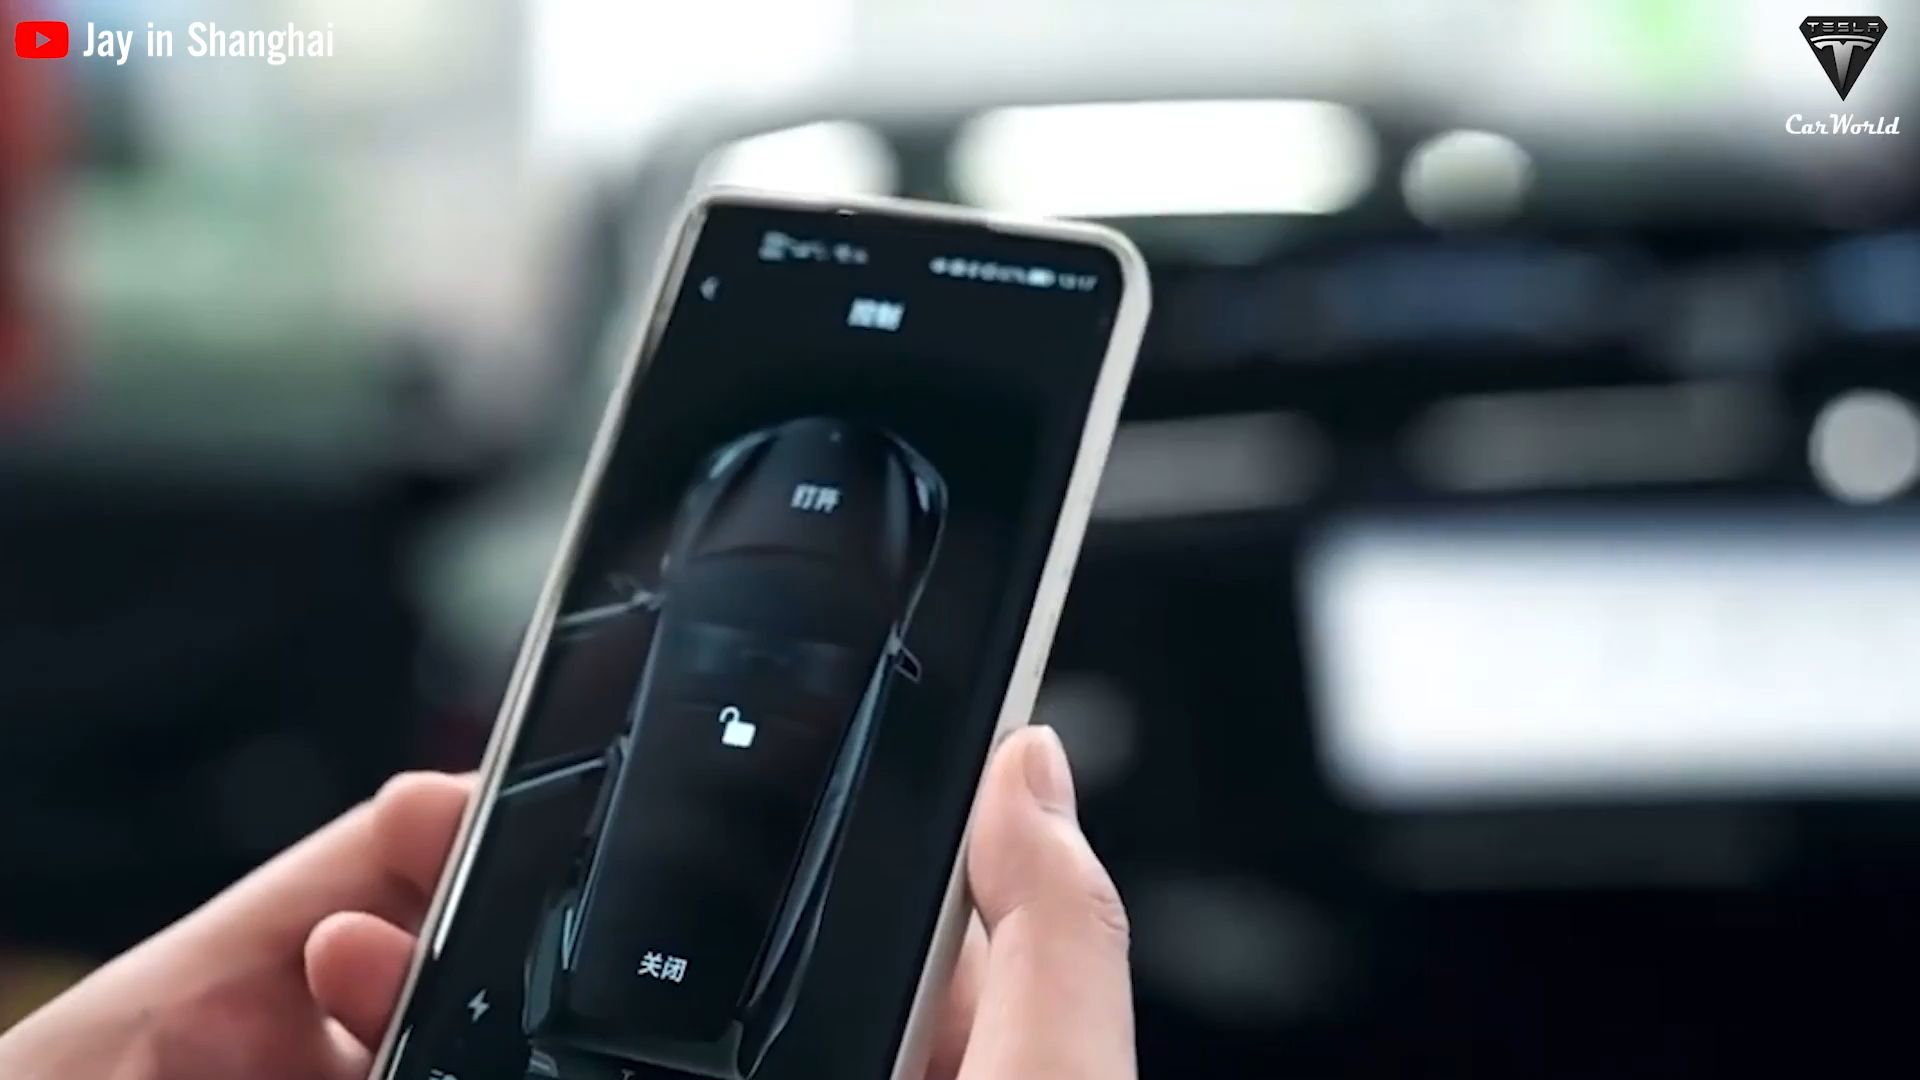 Jay in Shanghai
TESLA
CarWorld
控制
打开
关闭